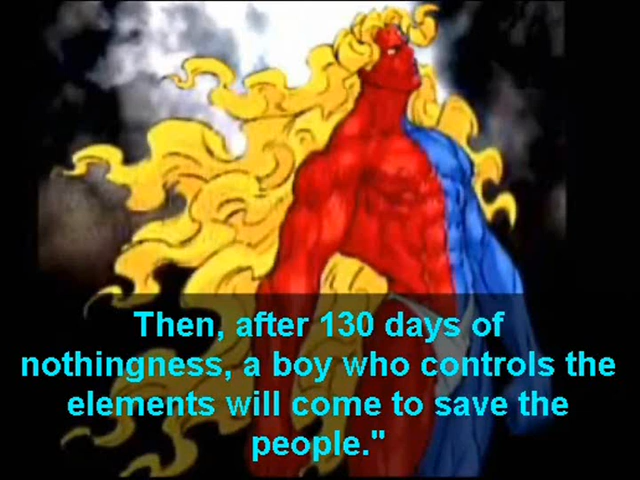 Then, after 130 days of
nothingness, a boy who controls the
elements will come to save the
people."